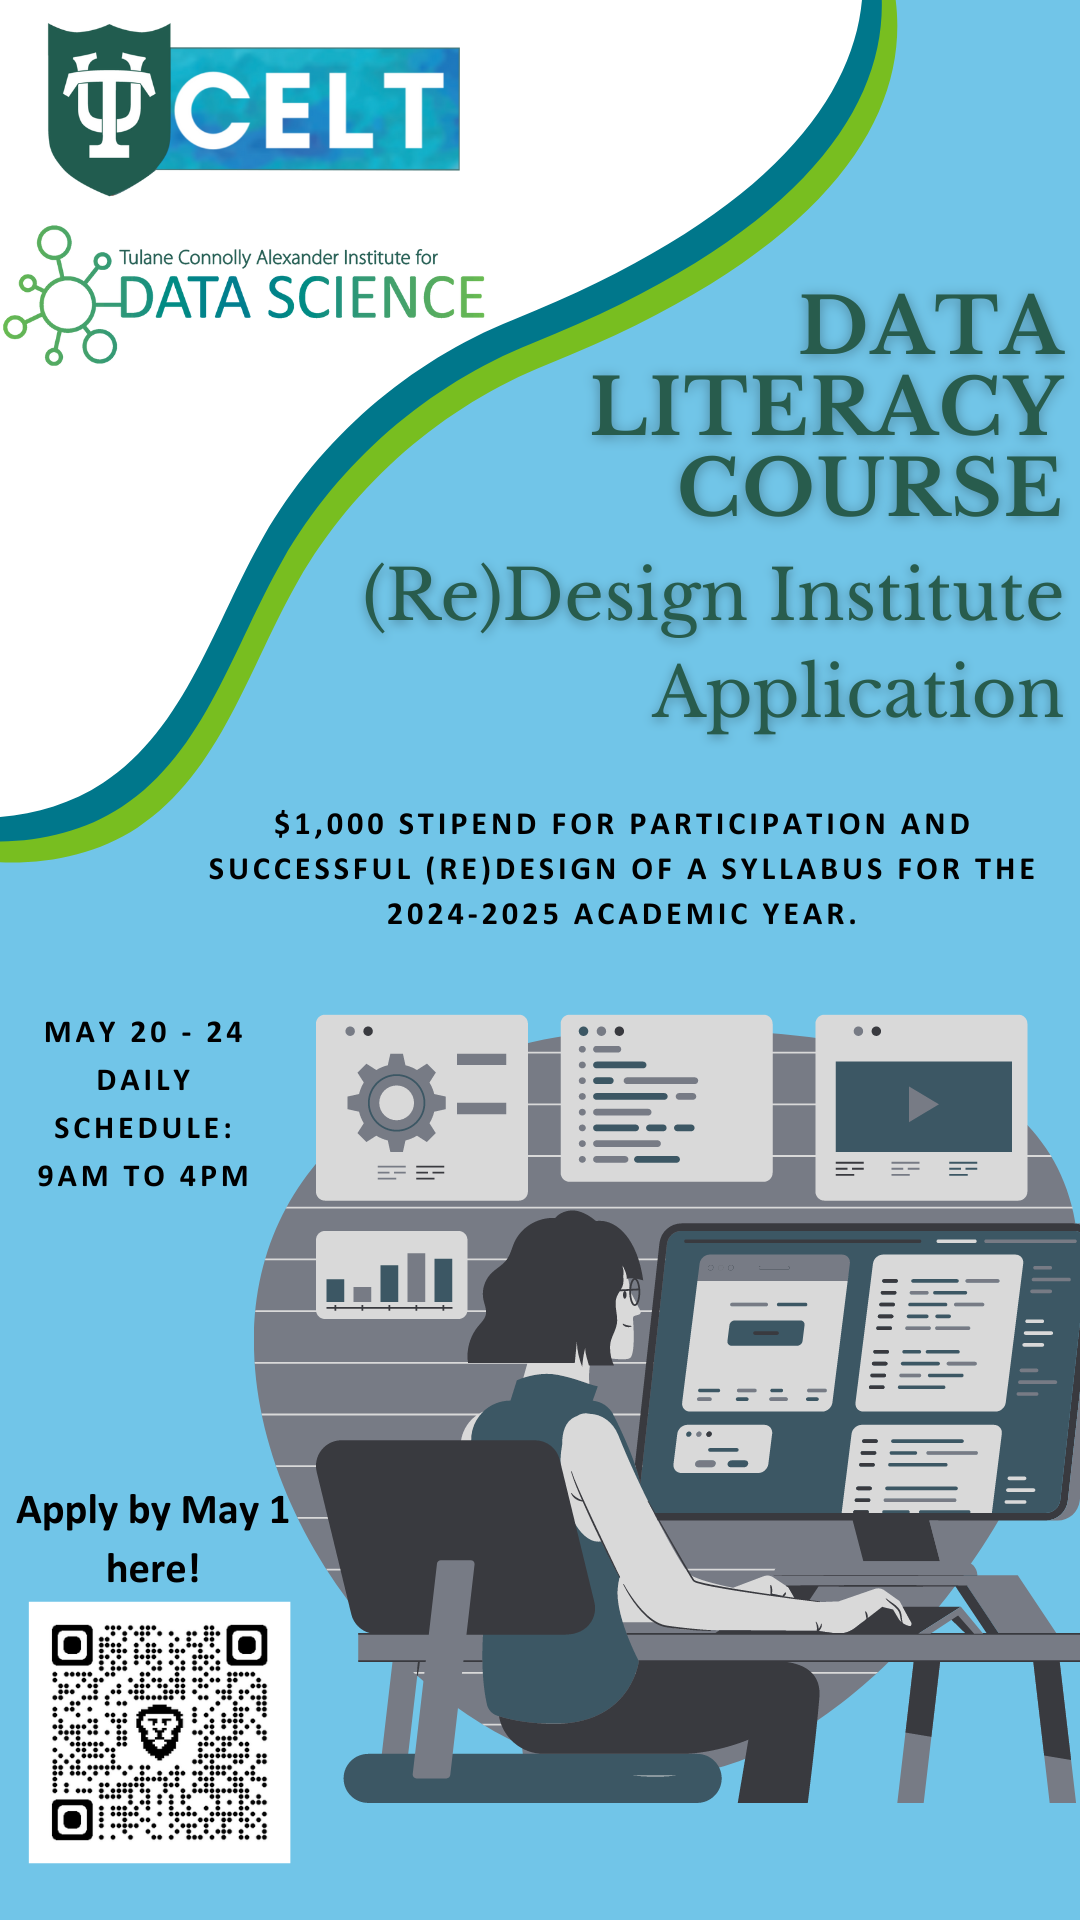 CELT
Tulane Connolly Alexander Institute for
DATA SCIENCE
DATA
LITERACY
COURSE
(Re)Design Institute
Application
$1,000 STIPEND FOR PARTICIPATION AND
SUCCESSFUL (RE)DESIGN OF A SYLLABUS FOR THE
2024-2025 ACADEMIC YEAR.
MAY 20 - 24
DAILY
SCHEDULE:
9AM TO 4PM
Apply by May 1
here!